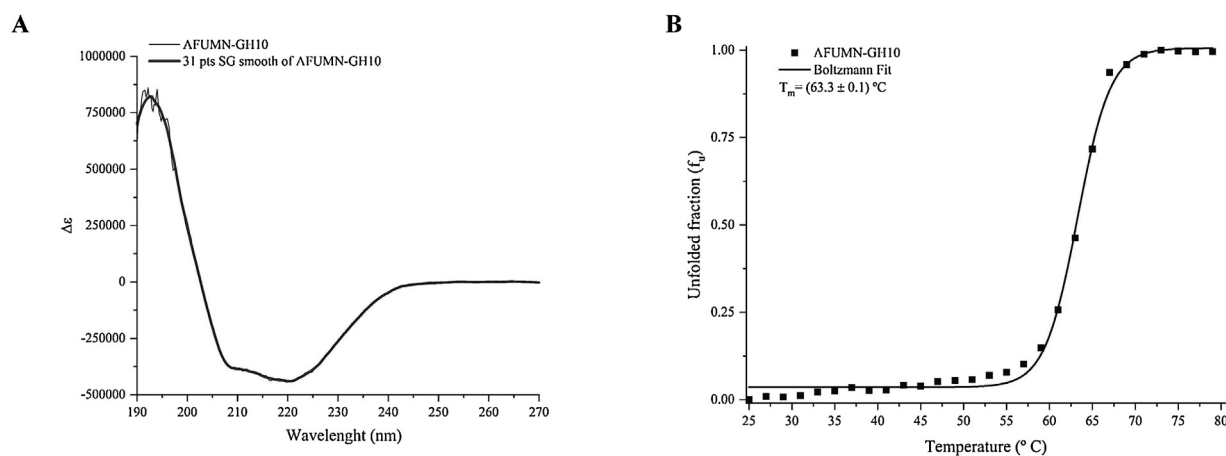 A
AFUMN-GH10
31 pts SG smooth of AFUMN-GH10
1000000
750000
500000
250000
0
-250000
-500000
Δε
190 200 210 220 230 240 250 260 270
Wavelenght (nm)
B
AFUMN-GH10
Boltzmann Fit
Tm= (63.3 ± 0.1) ºC
1.00
0.75
0.50
0.25
0.00
Unfolded fraction (fu)
25 30 35 40 45 50 55 60 65 70 75 80
Temperature (º C)